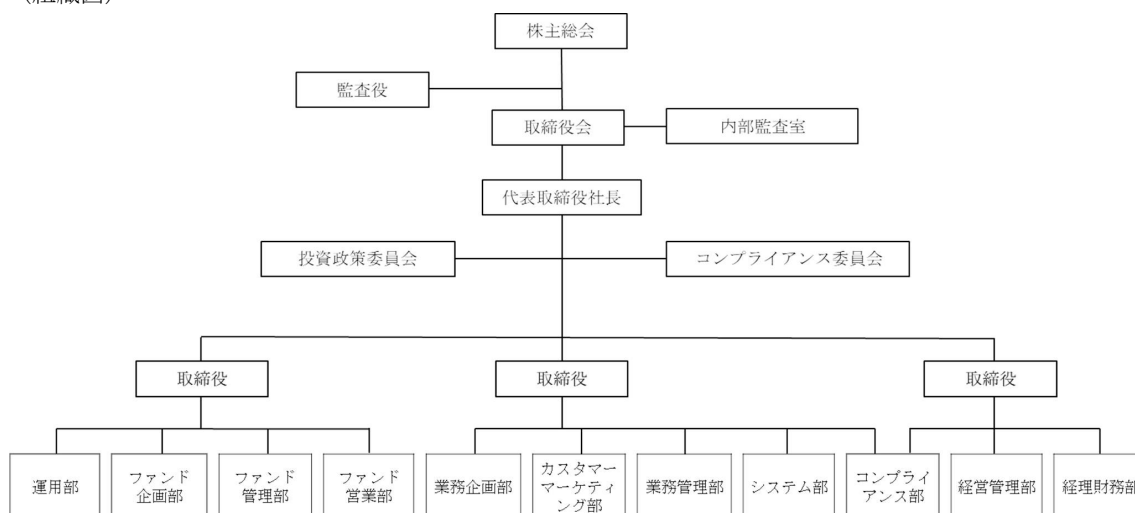 (組織図)
株主総会
監査役
取締役会
内部監査室
代表取締役社長
投資政策委員会
コンプライアンス委員会
取締役
取締役
取締役
運用部
ファンド
企画部
ファンド
管理部
ファンド
営業部
業務企画部
カスタマー
マーケティ
ング部
業務管理部
システム部
コンプライ
アンス部
経営管理部
経理財務部